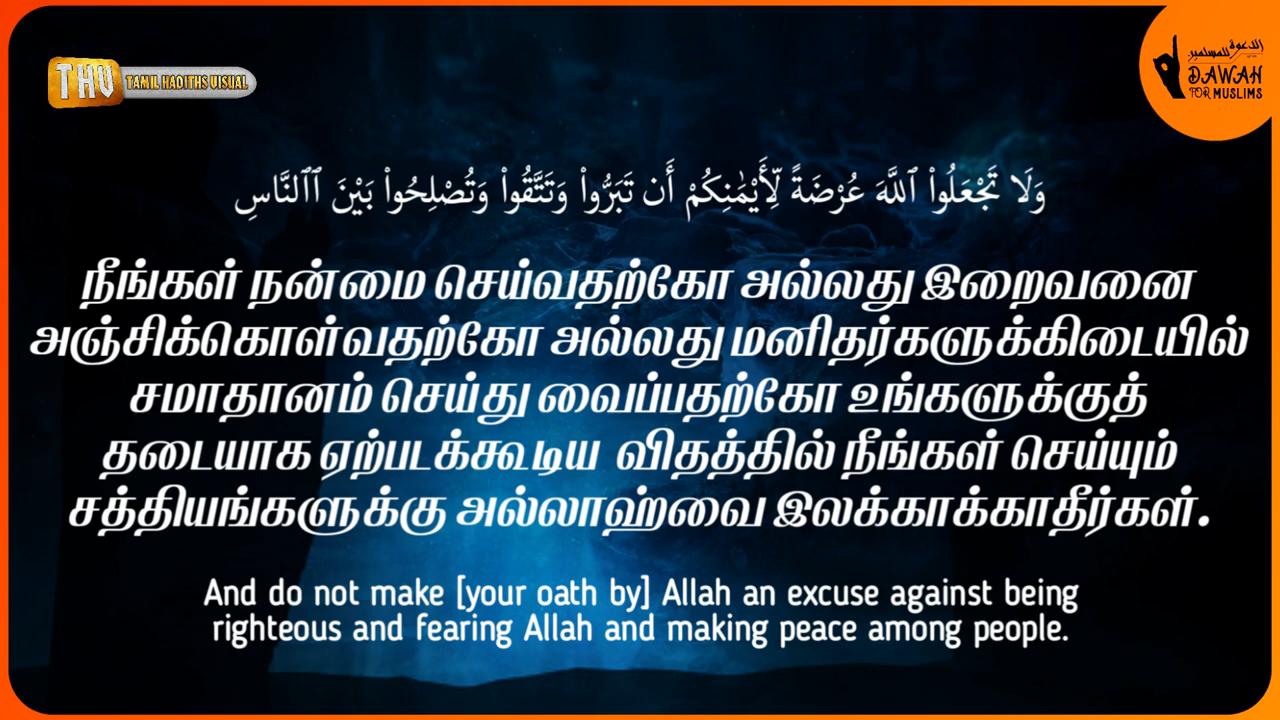 THV TAMIL HADITHS VISUAL
الدعوة للمسلمين
DAWAH
FOR MUSLIMS
وَلَا تَجْعَلُوا۟ ٱللَّهَ عُرْضَةً لِّأَيْمَٰنِكُمْ أَن تَبَرُّوا۟ وَتَتَّقُوا۟ وَتُصْلِحُوا۟ بَيْنَ ٱلنَّاسِ
நீங்கள் நன்மை செய்வதற்கோ அல்லது இறைவனை
அஞ்சிக்கொள்வதற்கோ அல்லது மனிதர்களுக்கிடையில்
சமாதானம் செய்து வைப்பதற்கோ உங்களுக்குத்
தடையாக ஏற்படக்கூடிய விதத்தில் நீங்கள் செய்யும்
சத்தியங்களுக்கு அல்லாஹ்வை இலக்காக்காதீர்கள்.
And do not make [your oath by] Allah an excuse against being
righteous and fearing Allah and making peace among people.